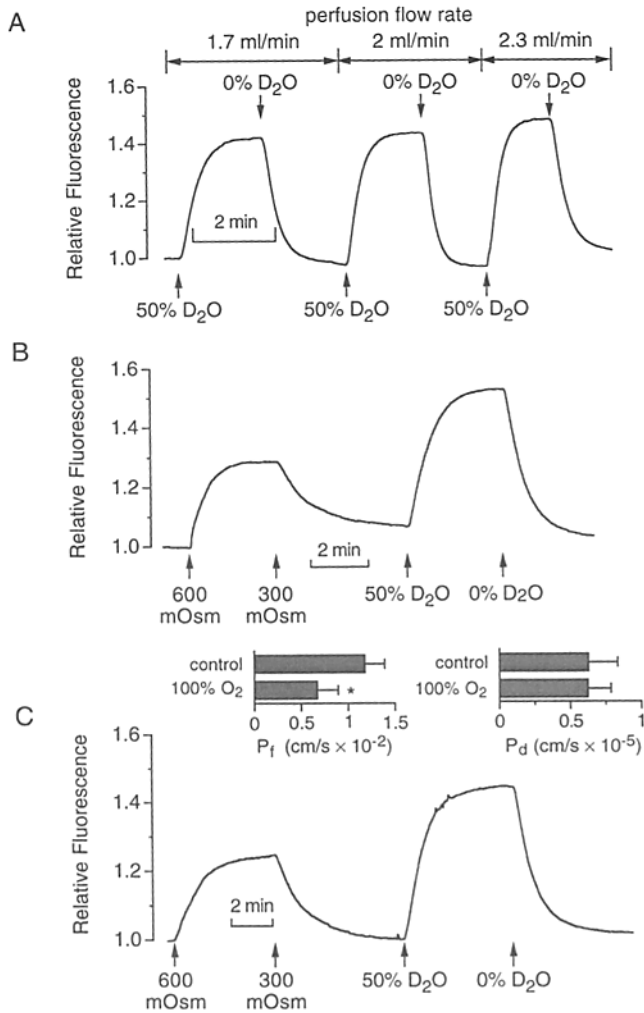 A
perfusion flow rate
1.7 ml/min 2 ml/min 2.3 ml/min
0% D₂O 0% D₂O 0% D₂O
Relative Fluorescence
1.6
1.4
1.2
1.0
2 min
50% D₂O 50% D₂O 50% D₂O
B
Relative Fluorescence
1.6
1.4
1.2
1.0
2 min
600 mOsm
300 mOsm
50% D₂O
0% D₂O
control
100% O₂
*
0 0.5 1 1.5
P_f (cm/s × 10⁻²)
control
100% O₂
0 0.5 1
P_d (cm/s × 10⁻⁵)
C
Relative Fluorescence
1.6
1.4
1.2
1.0
2 min
600 mOsm
300 mOsm
50% D₂O
0% D₂O